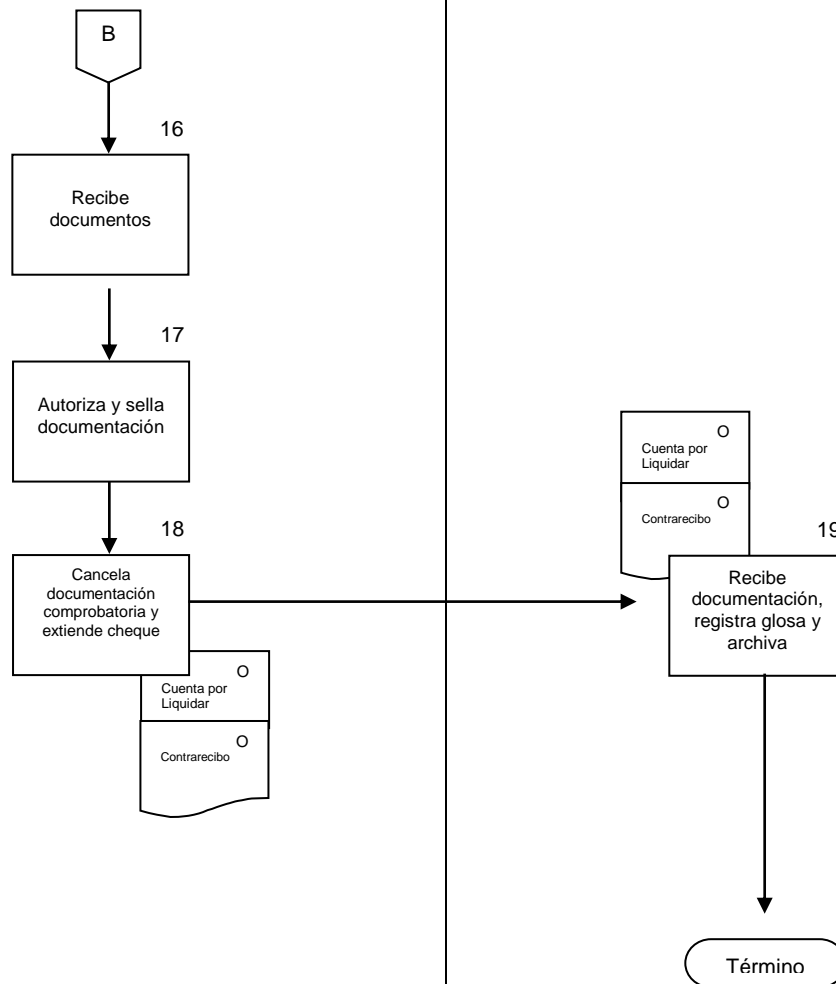 B
16
Recibe
documentos
17
Autoriza y sella
documentación
18
Cancela
documentación
comprobatoria y
extiende cheque
O
Cuenta por
Liquidar
O
Contrarecibo
O
Cuenta por
Liquidar
O
Contrarecibo
19
Recibe
documentación,
registra glosa y
archiva
Término